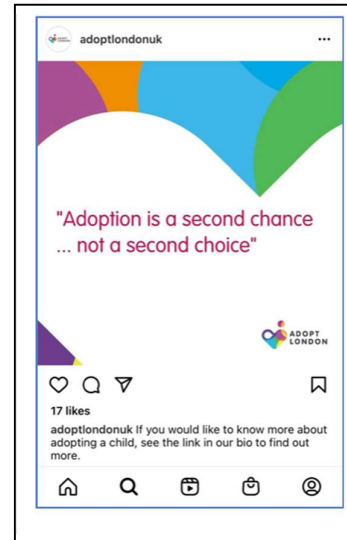 adoptlondonuk
"Adoption is a second chance
... not a second choice"
ADOPT
LONDON
17 likes
adoptlondonuk If you would like to know more about
adopting a child, see the link in our bio to find out
more.